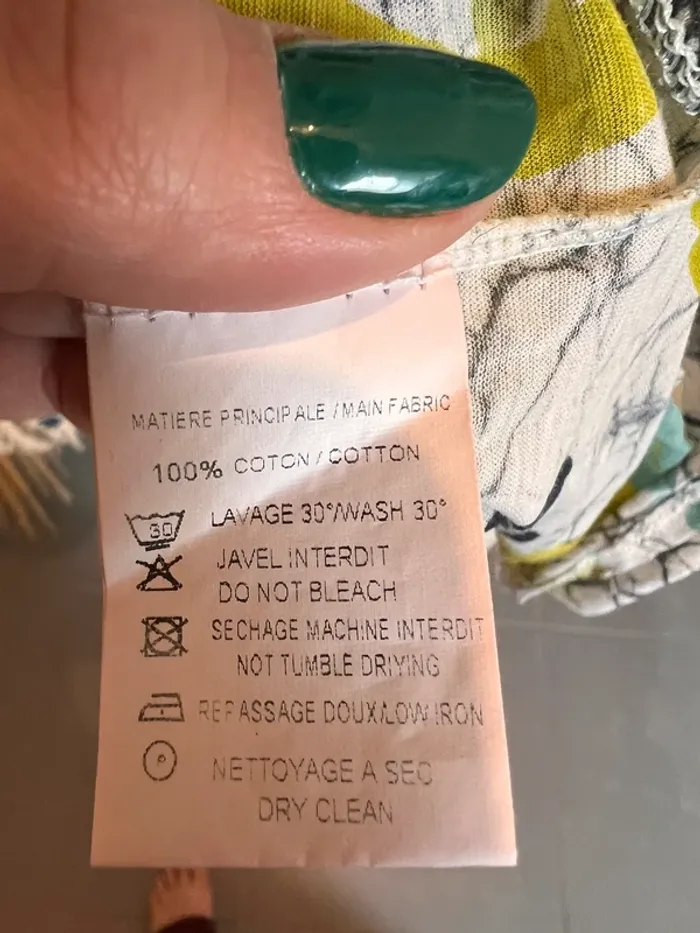 MATIERE PRINCIPALE / MAIN FABRIC
100% COTON / COTTON
30 LAVAGE 30°/WASH 30°
JAVEL INTERDIT
DO NOT BLEACH
SECHAGE MACHINE INTERDIT
NOT TUMBLE DRIYING
REPASSAGE DOUX/LOW IRON
NETTOYAGE A SEC
DRY CLEAN